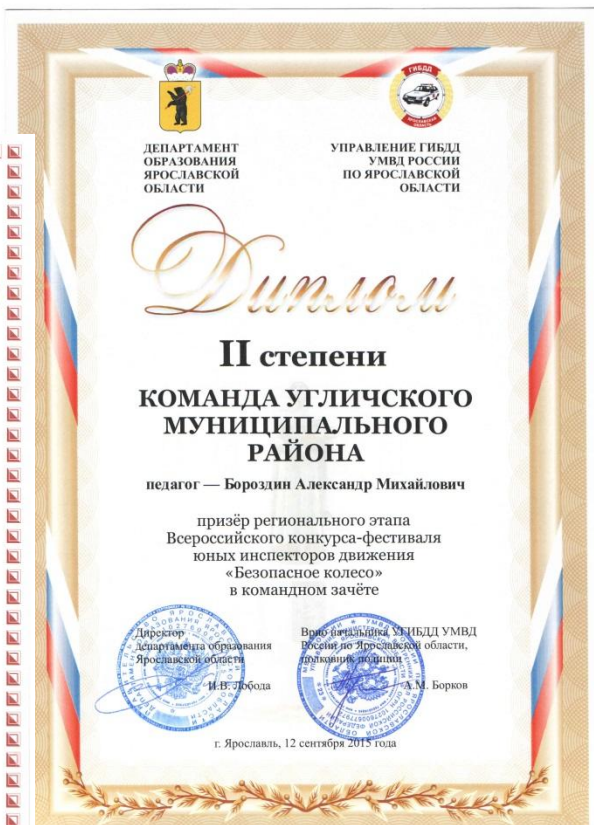 ГИБДД
ЯРОСЛАВСКАЯ
ОБЛАСТЬ
ДЕПАРТАМЕНТ
ОБРАЗОВАНИЯ
ЯРОСЛАВСКОЙ
ОБЛАСТИ
УПРАВЛЕНИЕ ГИБДД
УМВД РОССИИ
ПО ЯРОСЛАВСКОЙ
ОБЛАСТИ
Диплом
II степени
КОМАНДА УГЛИЧСКОГО
МУНИЦИПАЛЬНОГО
РАЙОНА
педагог — Бороздин Александр Михайлович
призёр регионального этапа
Всероссийского конкурса-фестиваля
юных инспекторов движения
«Безопасное колесо»
в командном зачёте
Директор
департамента образования
Ярославской области
И.В. Лобода
Врио начальника УГИБДД УМВД
России по Ярославской области,
полковник полиции
А.М. Борков
г. Ярославль, 12 сентября 2015 года